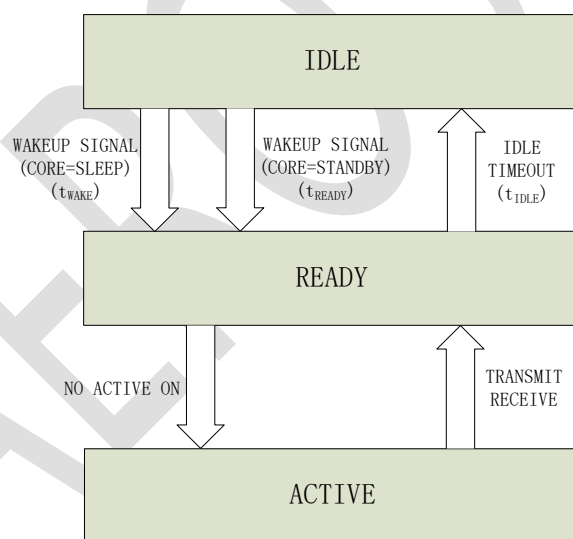 IDLE
WAKEUP SIGNAL
(CORE=SLEEP)
(tWAKE)
WAKEUP SIGNAL
(CORE=STANDBY)
(tREADY)
IDLE
TIMEOUT
(tIDLE)
READY
NO ACTIVE ON
TRANSMIT
RECEIVE
ACTIVE